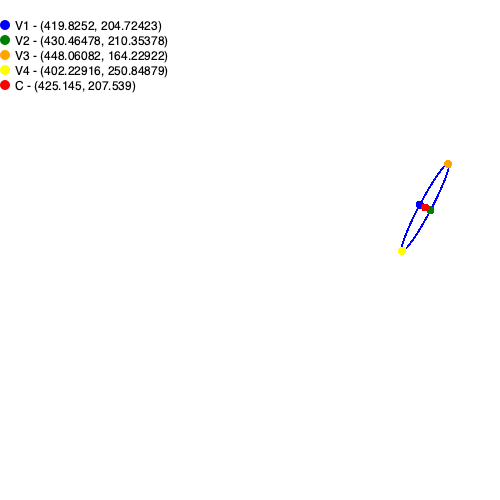 V1 - (419.8252, 204.72423)
V2 - (430.46478, 210.35378)
V3 - (448.06082, 164.22922)
V4 - (402.22916, 250.84879)
C - (425.145, 207.539)